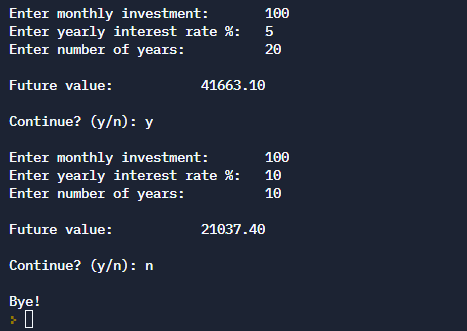 Enter monthly investment:       100
Enter yearly interest rate %:   5
Enter number of years:          20
Future value:           41663.10
Continue? (y/n): y
Enter monthly investment:       100
Enter yearly interest rate %:   10
Enter number of years:          10
Future value:           21037.40
Continue? (y/n): n
Bye!
>